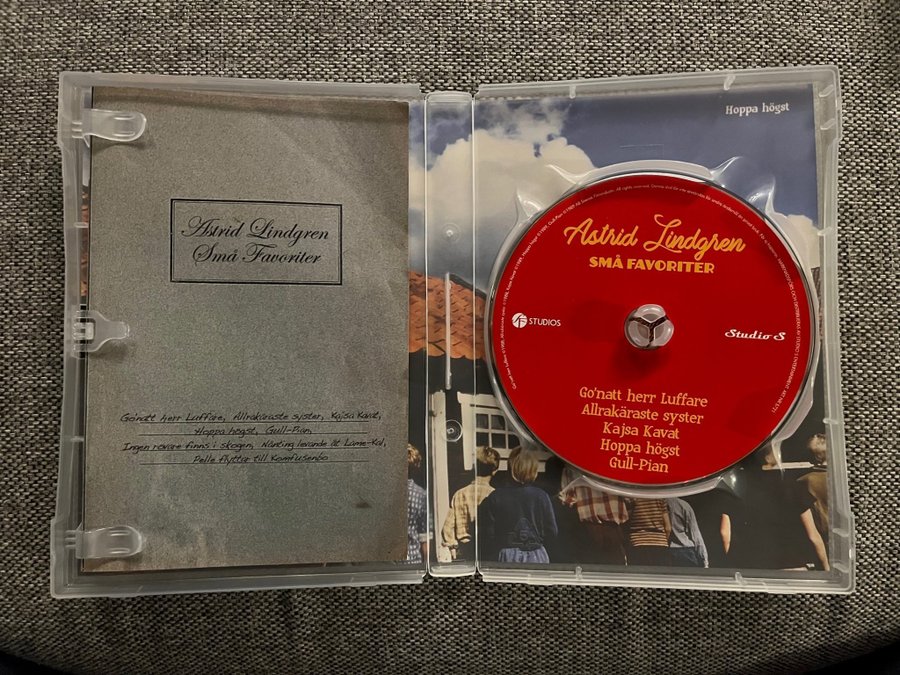 Astrid Lindgren
Små Favoriter
Go'natt herr Luffare, Allrakäraste syster, Kajsa Kavat,
Hoppa högst, Gull-Pian,
Ingen rövare finns i skogen, Nånting levande åt Lame-Kal,
Pelle flyttar till Komfusenbo
Hoppa högst
Astrid Lindgren
SMÅ FAVORITER
STUDIOS
Studio S
Go'natt herr Luffare
Allrakäraste syster
Kajsa Kavat
Hoppa högst
Gull-Pian